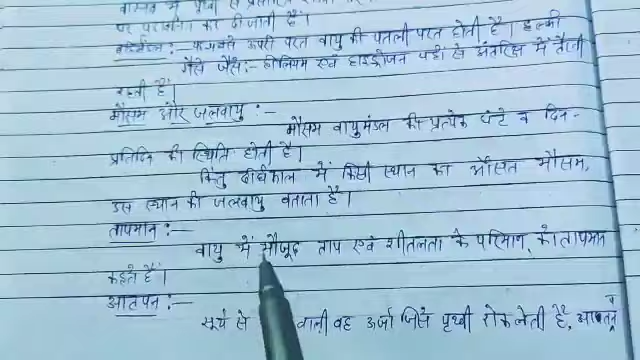 पर परावर्तित कर दी जाती है।
बहिर्मंडल:- सबसे ऊपरी परत वायु की पतली परत होती है। हल्की
गैसें जैसे:- हीलियम एवं हाइड्रोजन यहीं से अंतरिक्ष में तैरती
रहती हैं।
मौसम और जलवायु :-
मौसम वायुमंडल की प्रत्येक घंटे व दिन-
प्रतिदिन की स्थिति होती है।
किंतु दीर्घकाल में किसी स्थान का औसत मौसम,
उस स्थान की जलवायु बताता है।
तापमान:-
वायु में मौजूद ताप एवं शीतलता के परिमाण को तापमान
कहते हैं।
आतपन:-
सूर्य से वाली वह ऊर्जा जिसे पृथ्वी रोक लेती है, आतपन